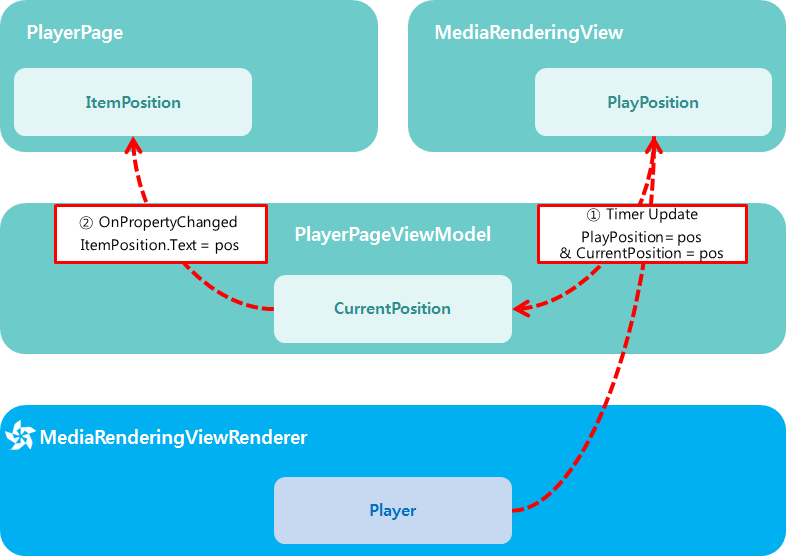 PlayerPage
MediaRenderingView
ItemPosition
PlayPosition
② OnPropertyChanged
ItemPosition.Text = pos
① Timer Update
PlayPosition= pos
& CurrentPosition = pos
PlayerPageViewModel
CurrentPosition
MediaRenderingViewRenderer
Player